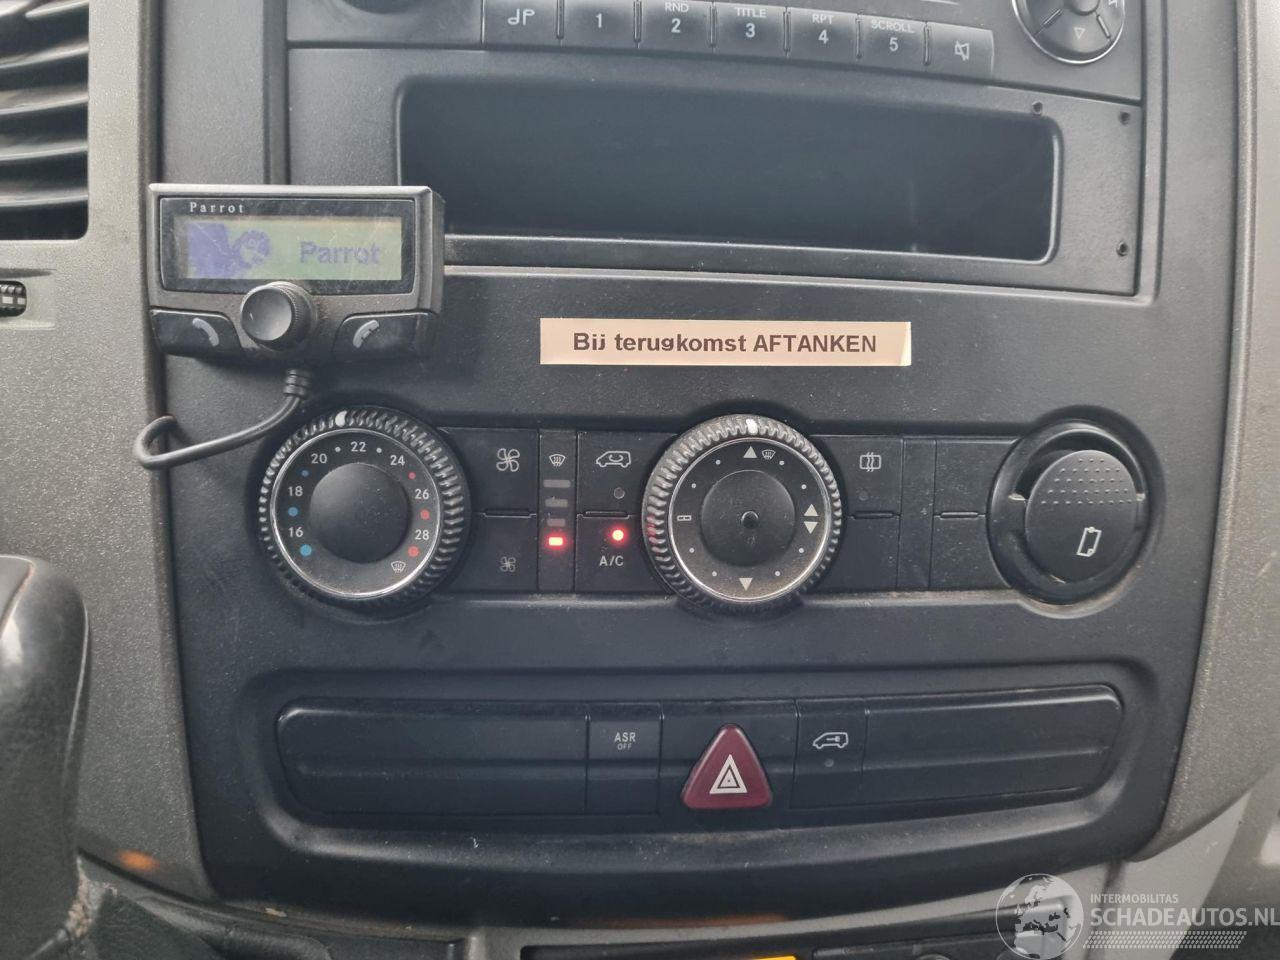 1 RND 2 TITLE 3 RPT 4 SCROLL 5
Parrot
Parrot
Bij terugkomst AFTANKEN
16 18 20 22 24 26 28
A/C
ASR
OFF
INTERMOBILITAS
SCHADEAUTOS.NL